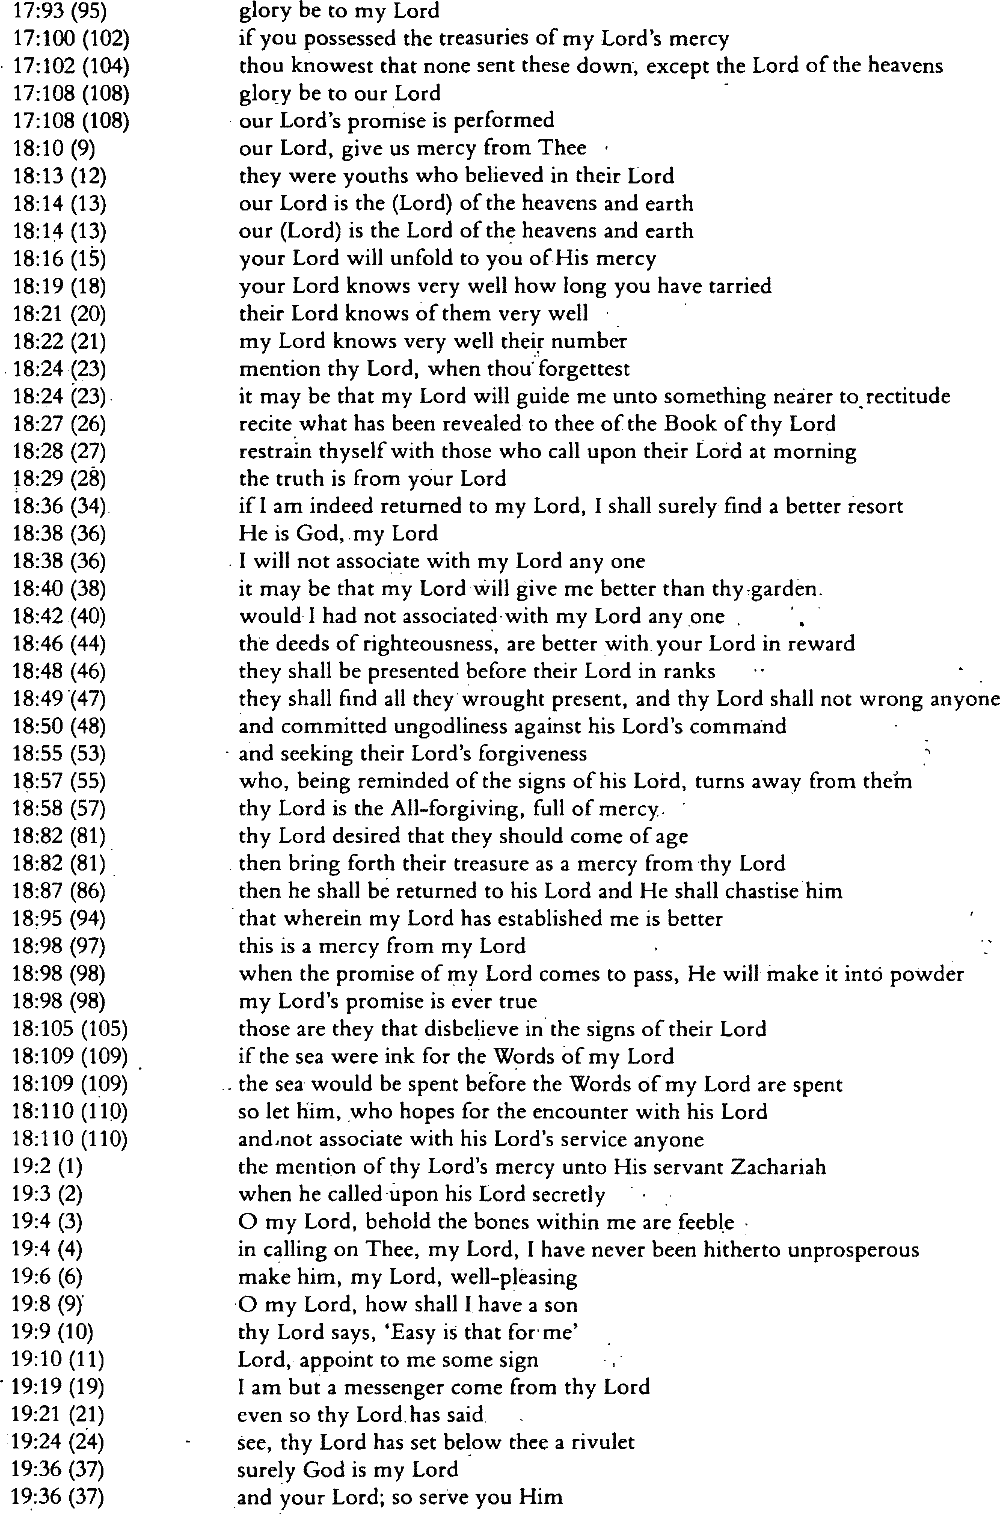 17:93 (95) glory be to my Lord
17:100 (102) if you possessed the treasuries of my Lord's mercy
17:102 (104) thou knowest that none sent these down, except the Lord of the heavens
17:108 (108) glory be to our Lord
17:108 (108) our Lord's promise is performed
18:10 (9) our Lord, give us mercy from Thee
18:13 (12) they were youths who believed in their Lord
18:14 (13) our Lord is the (Lord) of the heavens and earth
18:14 (13) our (Lord) is the Lord of the heavens and earth
18:16 (15) your Lord will unfold to you of His mercy
18:19 (18) your Lord knows very well how long you have tarried
18:21 (20) their Lord knows of them very well
18:22 (21) my Lord knows very well their number
18:24 (23) mention thy Lord, when thou forgettest
18:24 (23) it may be that my Lord will guide me unto something nearer to rectitude
18:27 (26) recite what has been revealed to thee of the Book of thy Lord
18:28 (27) restrain thyself with those who call upon their Lord at morning
18:29 (28) the truth is from your Lord
18:36 (34) if I am indeed returned to my Lord, I shall surely find a better resort
18:38 (36) He is God, my Lord
18:38 (36) I will not associate with my Lord any one
18:40 (38) it may be that my Lord will give me better than thy garden.
18:42 (40) would I had not associated with my Lord any one
18:46 (44) the deeds of righteousness, are better with your Lord in reward
18:48 (46) they shall be presented before their Lord in ranks
18:49 (47) they shall find all they wrought present, and thy Lord shall not wrong anyone
18:50 (48) and committed ungodliness against his Lord's command
18:55 (53) and seeking their Lord's forgiveness
18:57 (55) who, being reminded of the signs of his Lord, turns away from them
18:58 (57) thy Lord is the All-forgiving, full of mercy.
18:82 (81) thy Lord desired that they should come of age
18:82 (81) then bring forth their treasure as a mercy from thy Lord
18:87 (86) then he shall be returned to his Lord and He shall chastise him
18:95 (94) that wherein my Lord has established me is better
18:98 (97) this is a mercy from my Lord
18:98 (98) when the promise of my Lord comes to pass, He will make it into powder
18:98 (98) my Lord's promise is ever true
18:105 (105) those are they that disbelieve in the signs of their Lord
18:109 (109) if the sea were ink for the Words of my Lord
18:109 (109) the sea would be spent before the Words of my Lord are spent
18:110 (110) so let him, who hopes for the encounter with his Lord
18:110 (110) and not associate with his Lord's service anyone
19:2 (1) the mention of thy Lord's mercy unto His servant Zachariah
19:3 (2) when he called upon his Lord secretly
19:4 (3) O my Lord, behold the bones within me are feeble
19:4 (4) in calling on Thee, my Lord, I have never been hitherto unprosperous
19:6 (6) make him, my Lord, well-pleasing
19:8 (9) O my Lord, how shall I have a son
19:9 (10) thy Lord says, 'Easy is that for me'
19:10 (11) Lord, appoint to me some sign
19:19 (19) I am but a messenger come from thy Lord
19:21 (21) even so thy Lord has said
19:24 (24) see, thy Lord has set below thee a rivulet
19:36 (37) surely God is my Lord
19:36 (37) and your Lord; so serve you Him